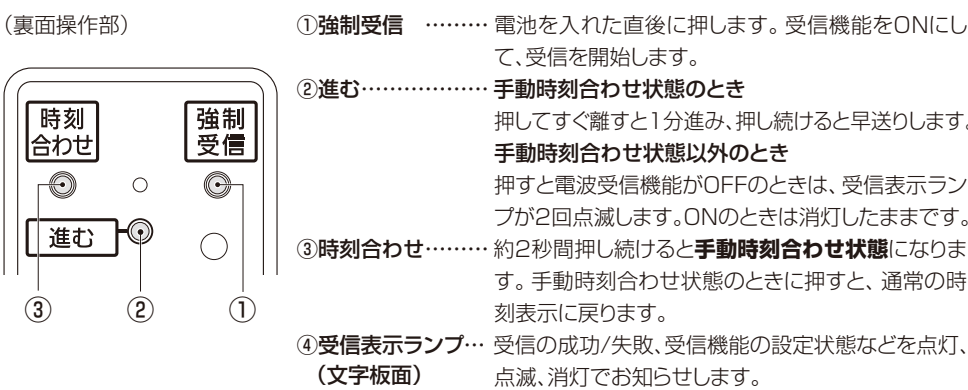 （裏面操作部）
時刻
合わせ
強制
受信
進む
③ ② ①
①強制受信 ……… 電池を入れた直後に押します。受信機能をONにし
て、受信を開始します。
②進む……………… 手動時刻合わせ状態のとき
押してすぐ離すと1分進み、押し続けると早送りします。
手動時刻合わせ状態以外のとき
押すと電波受信機能がOFFのときは、受信表示ラン
プが2回点滅します。ONのときは消灯したままです。
③時刻合わせ……… 約2秒間押し続けると手動時刻合わせ状態になりま
す。手動時刻合わせ状態のときに押すと、通常の時
刻表示に戻ります。
④受信表示ランプ… 受信の成功/失敗、受信機能の設定状態などを点灯、
（文字板面） 点滅、消灯でお知らせします。